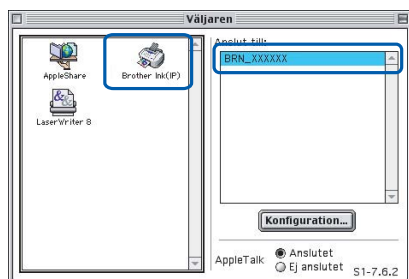 Väljaren
AppleShare
Brother Ink(IP)
LaserWriter 8
Anslut till:
BRN_XXXXXX
Konfiguration...
AppleTalk
Anslutet
Ej anslutet
S1-7.6.2